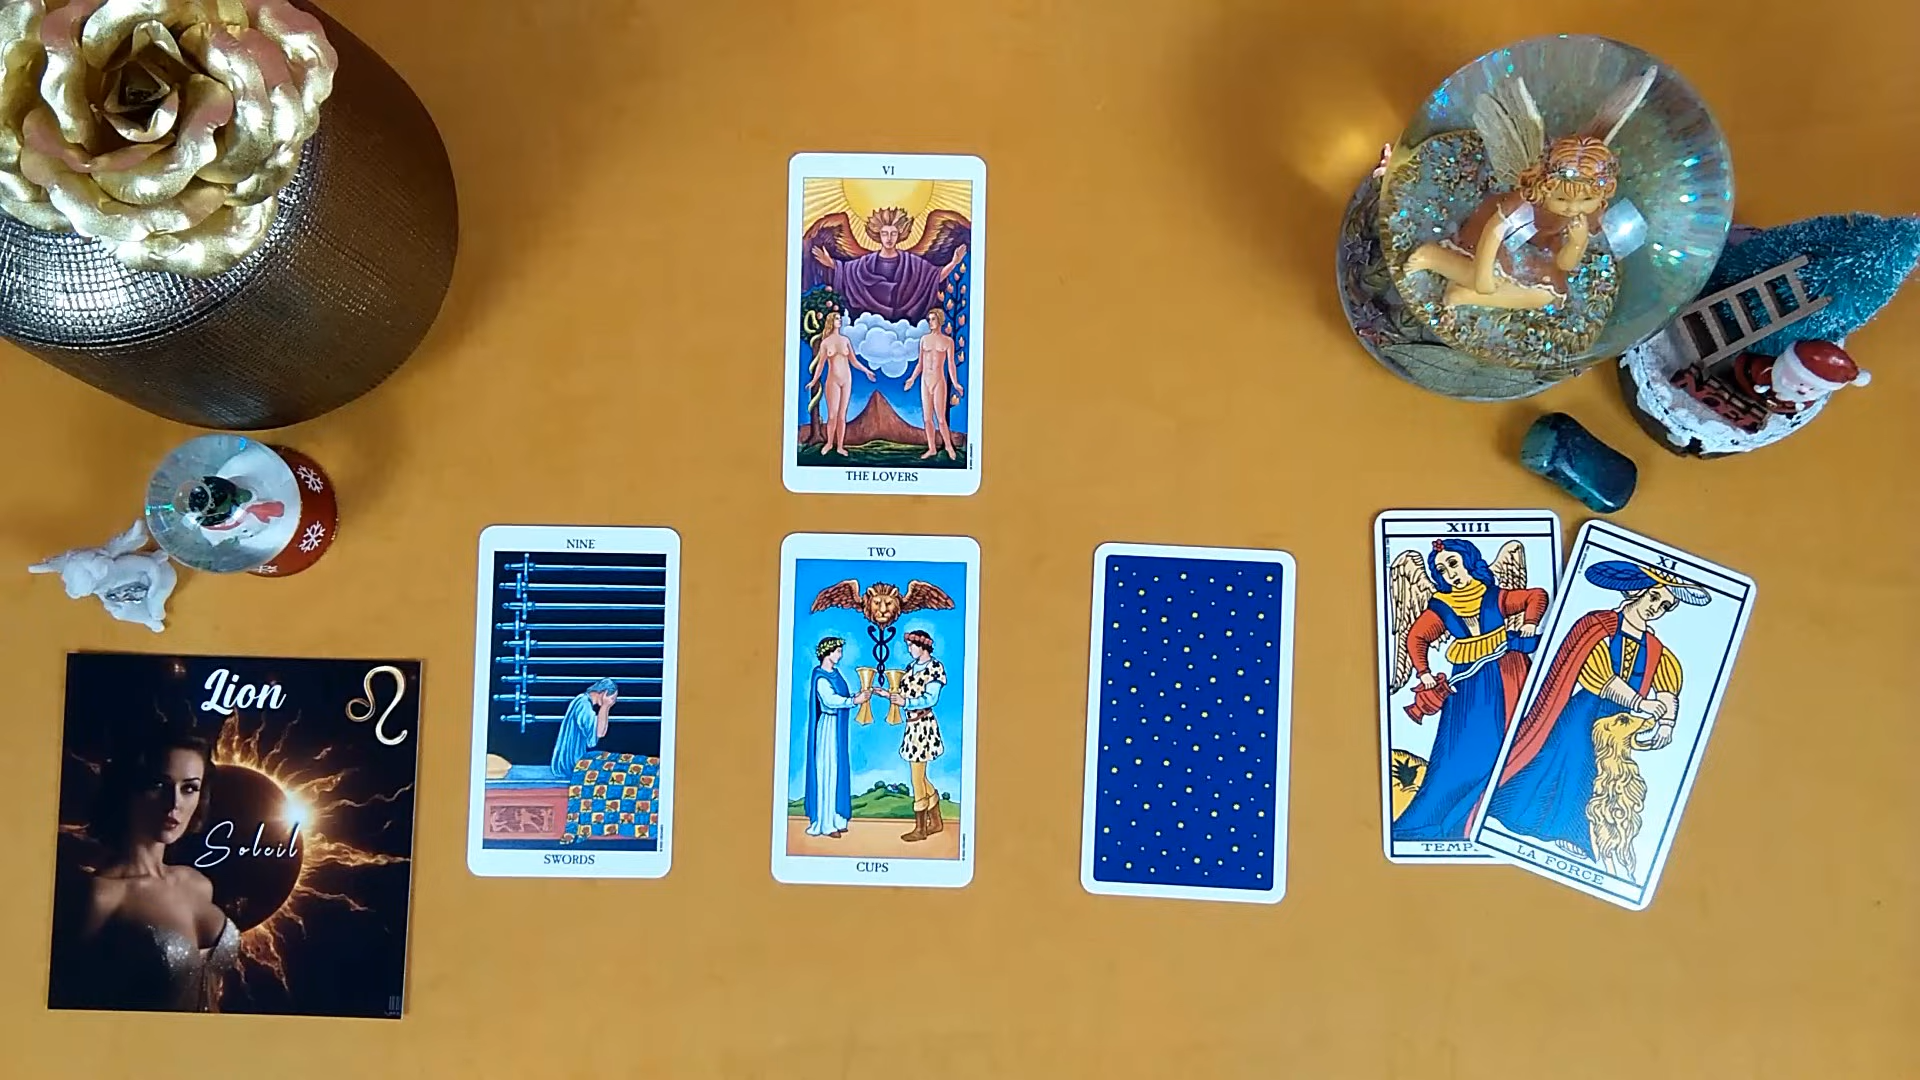 VI
THE LOVERS
NINE
SWORDS
TWO
CUPS
XIIII
TEMP
XI
LA FORCE
Lion
Soleil